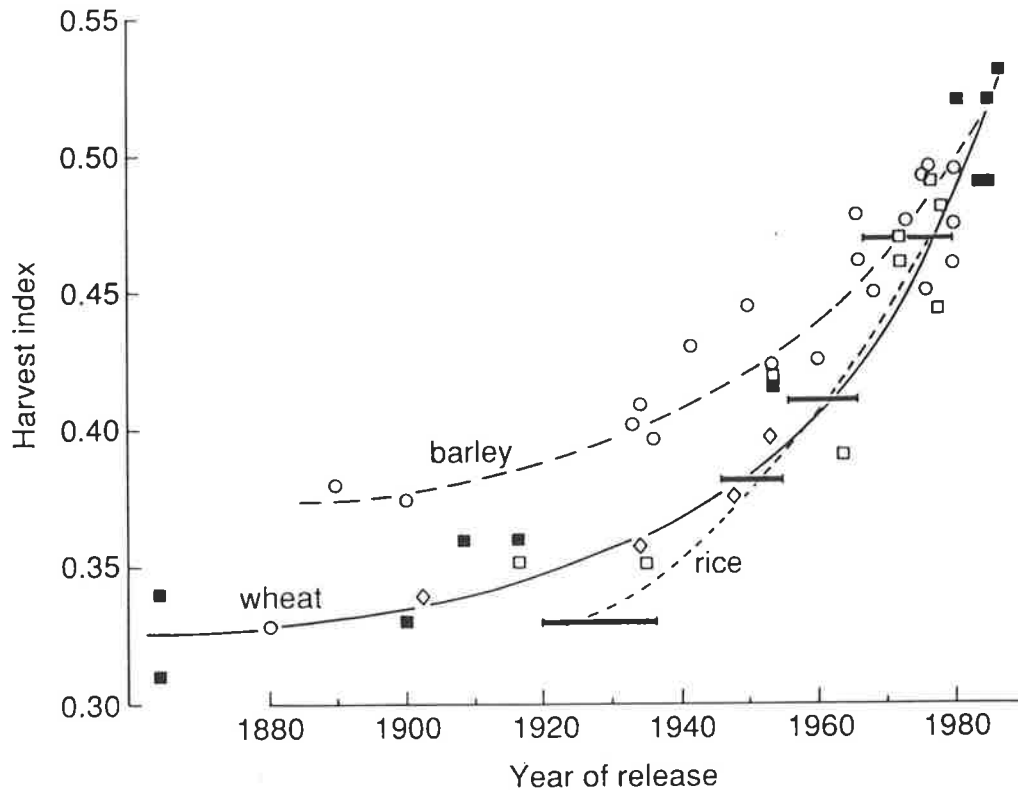 0.55
0.50
0.45
0.40
0.35
0.30
Harvest index
barley
wheat
rice
1880 1900 1920 1940 1960 1980
Year of release